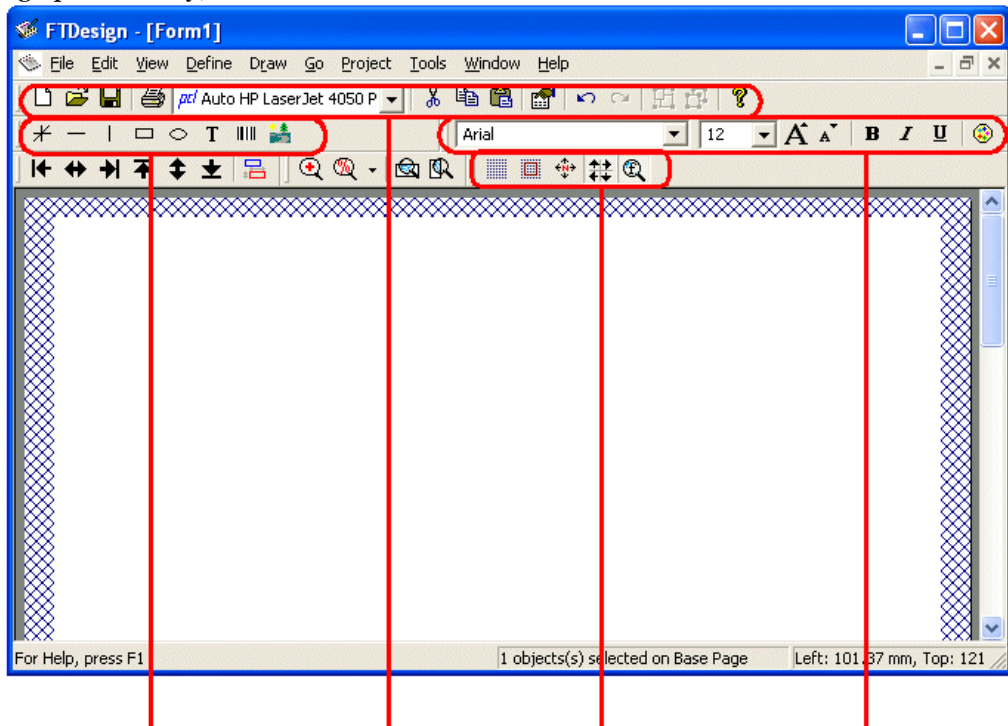 FTDesign - [Form1]
File Edit View Define Draw Go Project Tools Window Help
pcl Auto HP LaserJet 4050 P
T Arial 12 A A B I U
For Help, press F1 1 objects(s) selected on Base Page Left: 101.37 mm, Top: 121